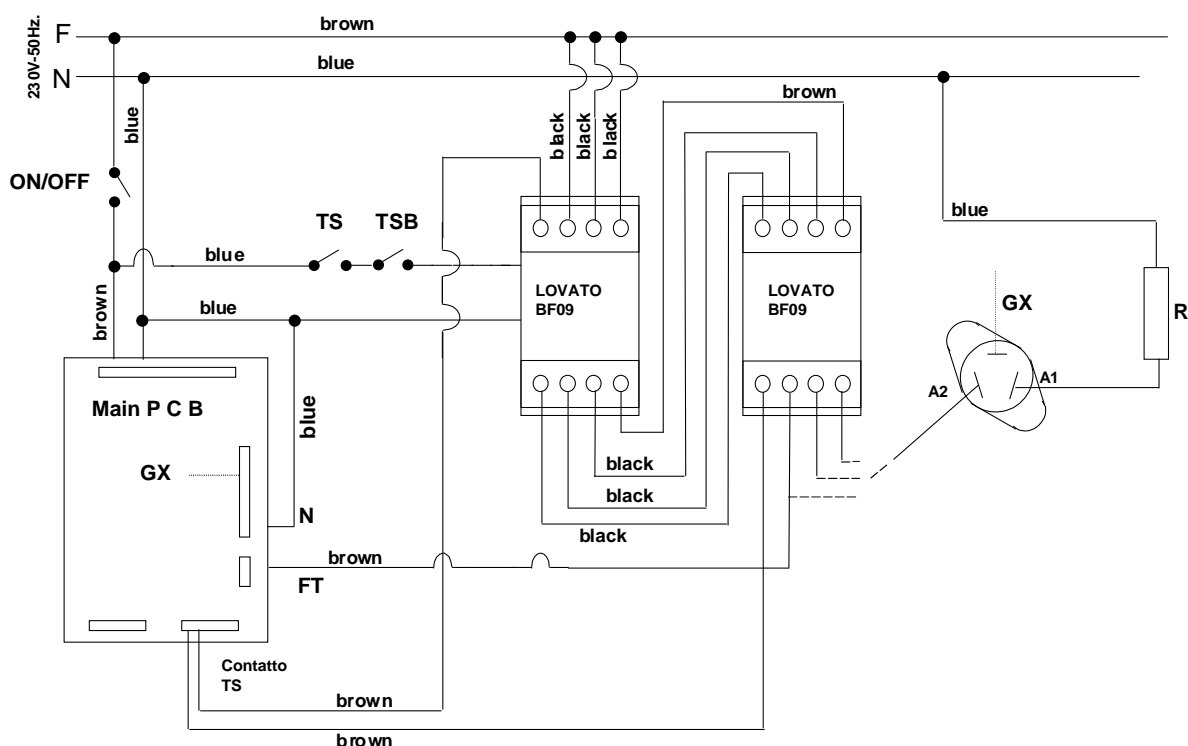 230V-50Hz.
F
brown
N
blue
blue
black
black
black
brown
ON/OFF
TS
TSB
blue
blue
LOVATO
BF09
LOVATO
BF09
GX
R
brown
blue
A2
A1
Main P C B
blue
GX
black
N
black
black
brown
FT
Contatto
TS
brown
brown